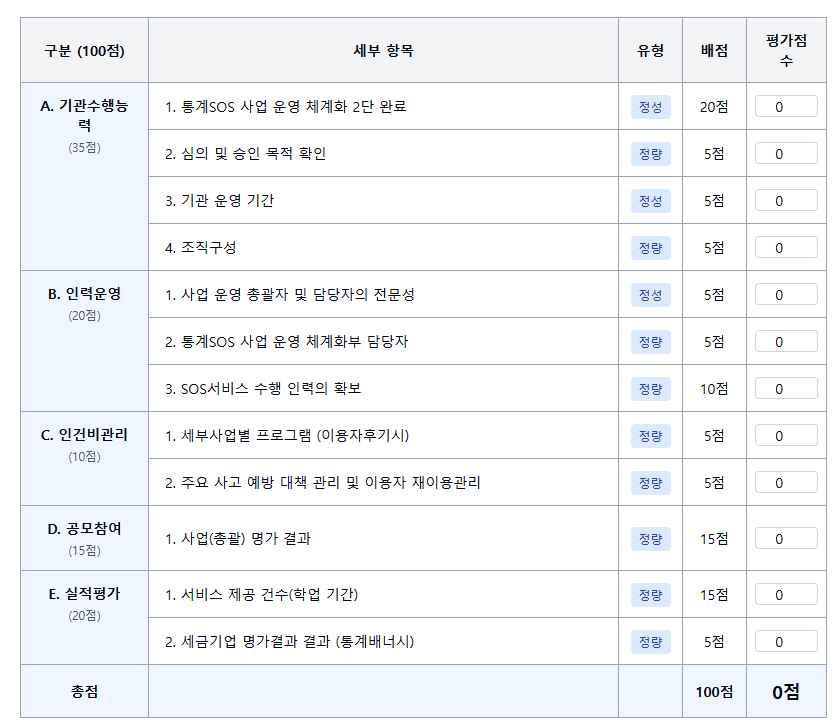 구분 (100점) 세부 항목 유형 배점 평가점
수
A. 기관수행능
력
(35점)
1. 통계SOS 사업 운영 체계화 2단 완료 정성 20점 0
2. 심의 및 승인 목적 확인 정량 5점 0
3. 기관 운영 기간 정성 5점 0
4. 조직구성 정량 5점 0
B. 인력운영
(20점)
1. 사업 운영 총괄자 및 담당자의 전문성 정성 5점 0
2. 통계SOS 사업 운영 체계화부 담당자 정량 5점 0
3. SOS서비스 수행 인력의 확보 정량 10점 0
C. 인건비관리
(10점)
1. 세부사업별 프로그램 (이용자후기시) 정량 5점 0
2. 주요 사고 예방 대책 관리 및 이용자 재이용관리 정량 5점 0
D. 공모참여
(15점)
1. 사업(총괄) 명가 결과 정량 15점 0
E. 실적평가
(20점)
1. 서비스 제공 건수(학업 기간) 정량 15점 0
2. 세금기업 명가결과 결과 (통계배너시) 정량 5점 0
총점 100점 0점